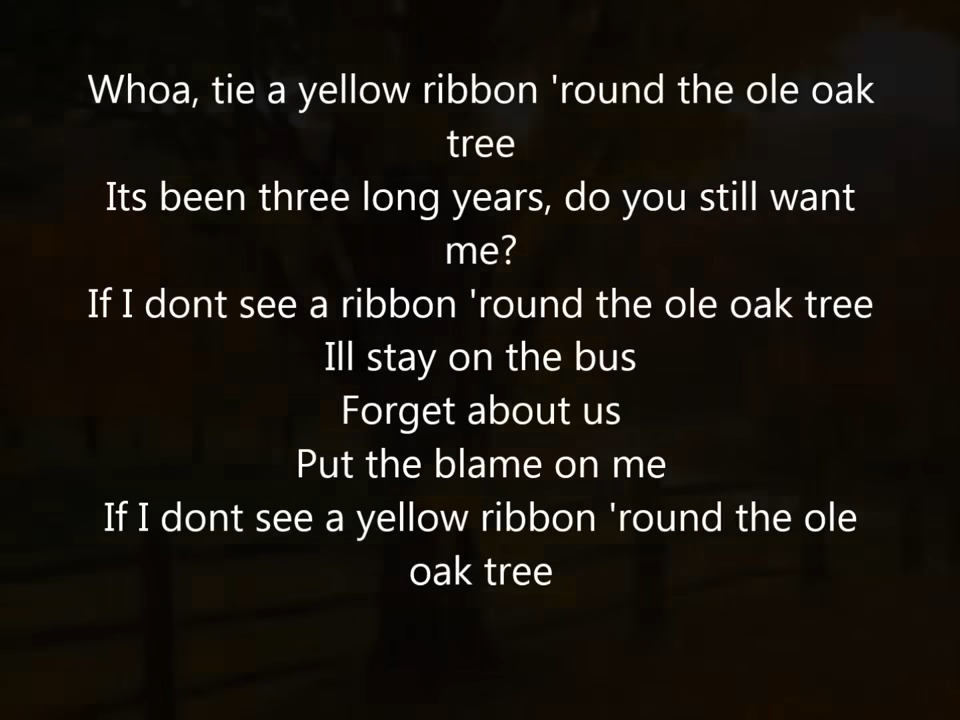 Whoa, tie a yellow ribbon 'round the ole oak
tree
Its been three long years, do you still want
me?
If I dont see a ribbon 'round the ole oak tree
Ill stay on the bus
Forget about us
Put the blame on me
If I dont see a yellow ribbon 'round the ole
oak tree